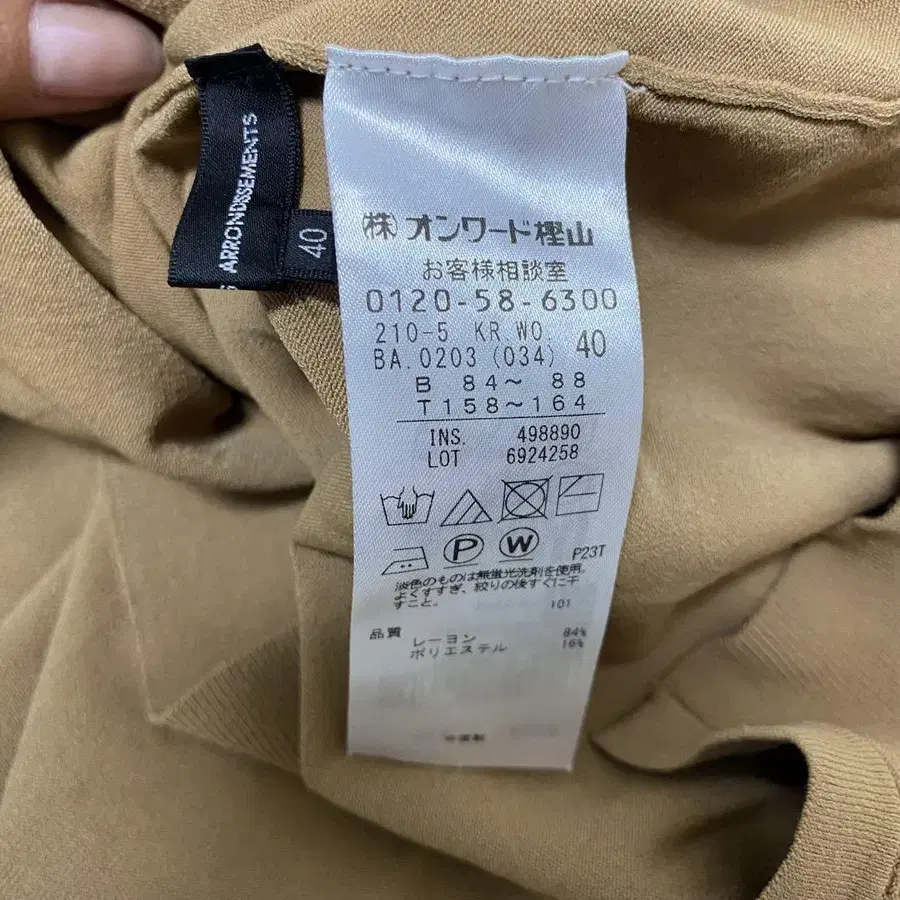 S ARRONDISSEMENTS
40
(株)オンワード樫山
お客様相談室
0120-58-6300
210-5 KR.WO.
BA.0203 (034) 40
B 84〜 88
T158〜164
INS. 498890
LOT 6924258
P
W
P23T
淡色のものは無蛍光洗剤を使用。
よくすすぎ、絞りの後すぐに干
すこと。
101
品質 レーヨン 84%
ポリエステル 16%
中国製